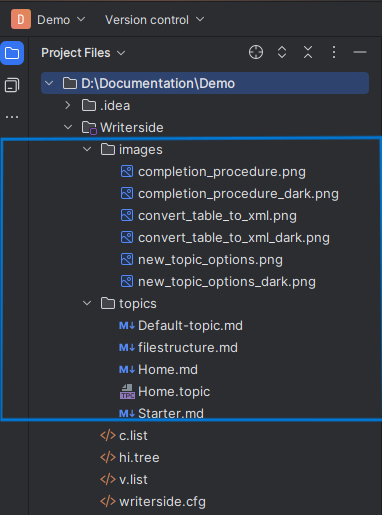 D Demo Version control
Project Files
D:\Documentation\Demo
.idea
Writerside
images
completion_procedure.png
completion_procedure_dark.png
convert_table_to_xml.png
convert_table_to_xml_dark.png
new_topic_options.png
new_topic_options_dark.png
topics
M↓ Default-topic.md
M↓ filestructure.md
M↓ Home.md
TPC Home.topic
M↓ Starter.md
</> c.list
</> hi.tree
</> v.list
</> writerside.cfg